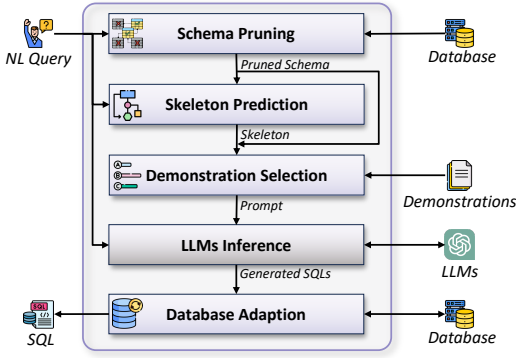 Schema Pruning
NL Query
Database
Pruned Schema
Skeleton Prediction
Skeleton
A
B
C
Demonstration Selection
Demonstrations
Prompt
LLMs Inference
LLMs
Generated SQLs
SQL
Database Adaption
SQL
Database